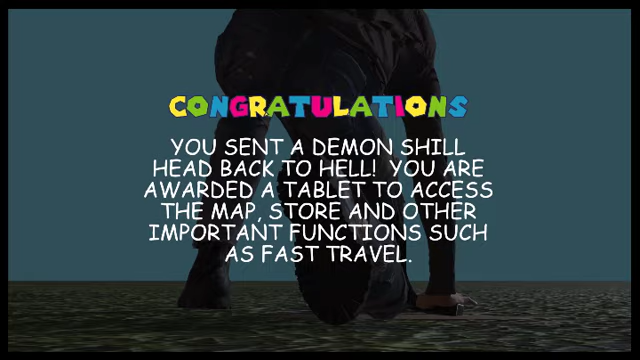 CONGRATULATIONS
YOU SENT A DEMON SHILL
HEAD BACK TO HELL! YOU ARE
AWARDED A TABLET TO ACCESS
THE MAP, STORE AND OTHER
IMPORTANT FUNCTIONS SUCH
AS FAST TRAVEL.